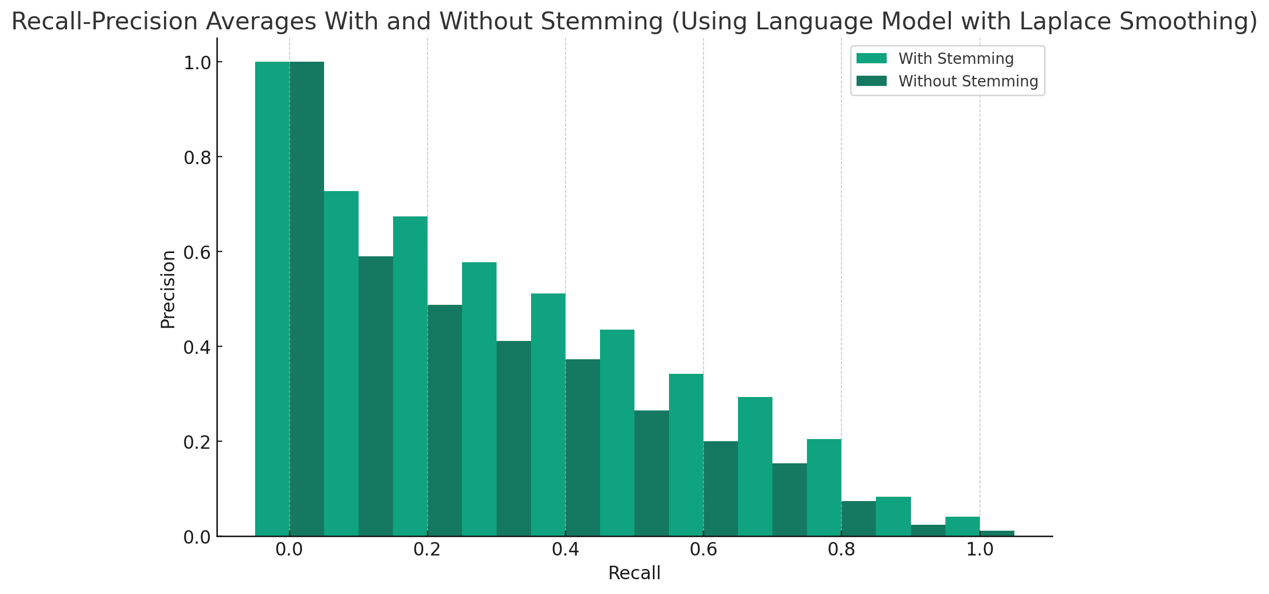 Recall-Precision Averages With and Without Stemming (Using Language Model with Laplace Smoothing)
With Stemming
Without Stemming
1.0
0.8
0.6
0.4
0.2
0.0
Precision
0.0 0.2 0.4 0.6 0.8 1.0
Recall